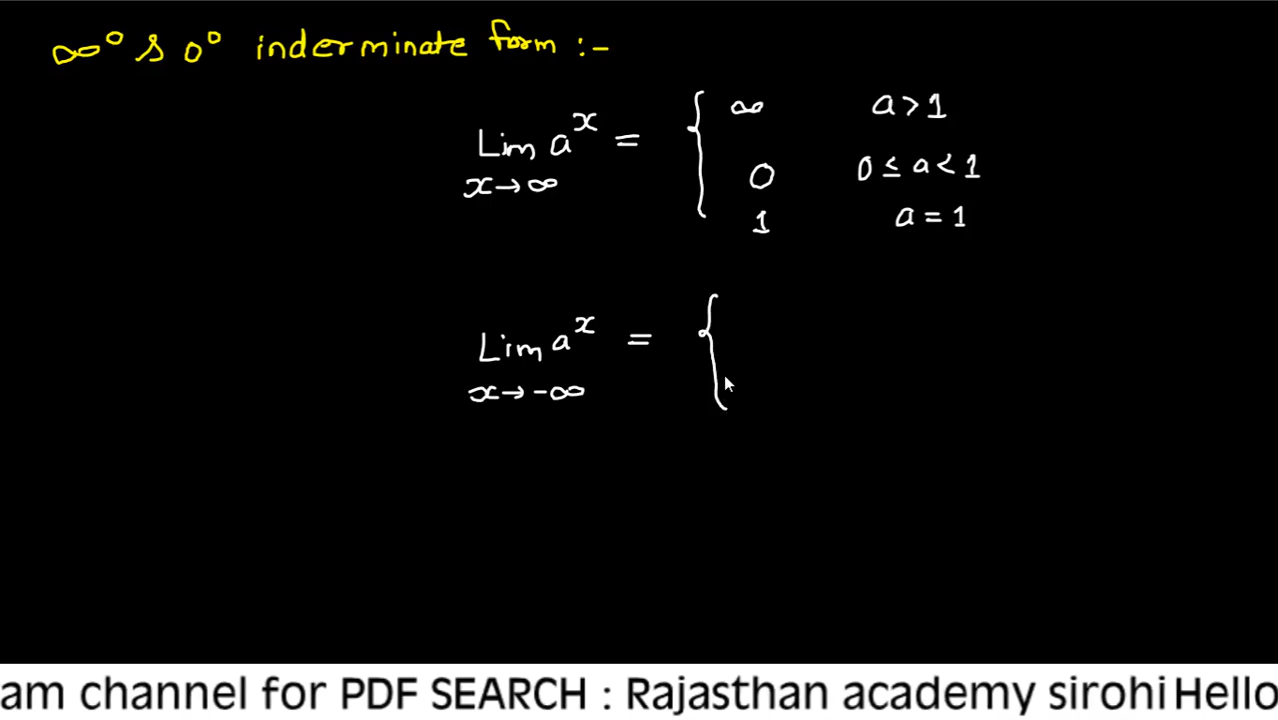 ∞⁰ & 0⁰ inderminate form :-
Lim a^x = { ∞ a > 1
x → ∞ 0 0 ≤ a < 1
1 a = 1
Lim a^x = {
x → -∞
am channel for PDF SEARCH : Rajasthan academy sirohi Hello